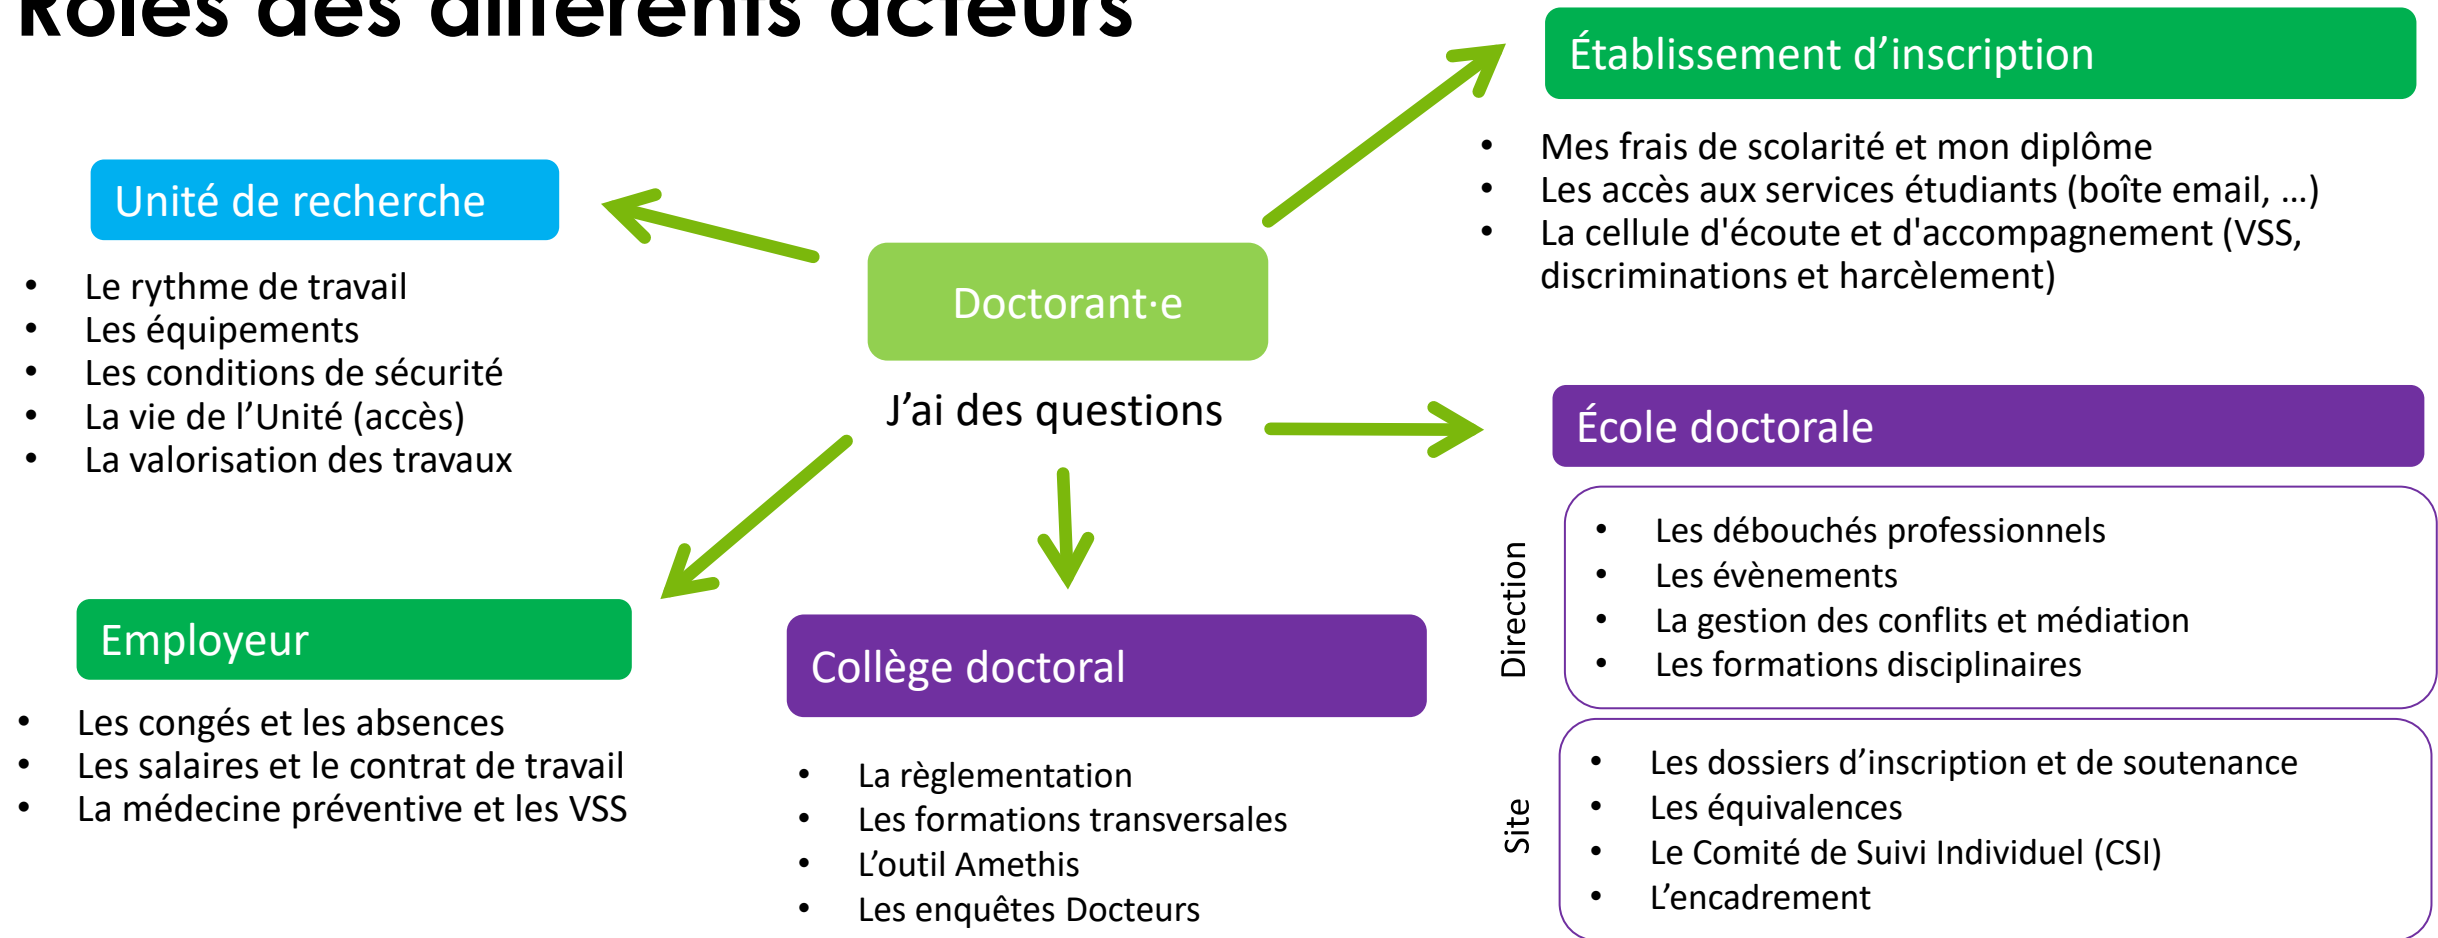 Rôles des différents acteurs
Unité de recherche
• Le rythme de travail
• Les équipements
• Les conditions de sécurité
• La vie de l’Unité (accès)
• La valorisation des travaux
Doctorant·e
J’ai des questions
Établissement d’inscription
• Mes frais de scolarité et mon diplôme
• Les accès aux services étudiants (boîte email, …)
• La cellule d'écoute et d'accompagnement (VSS,
discriminations et harcèlement)
École doctorale
Direction
• Les débouchés professionnels
• Les évènements
• La gestion des conflits et médiation
• Les formations disciplinaires
Site
• Les dossiers d’inscription et de soutenance
• Les équivalences
• Le Comité de Suivi Individuel (CSI)
• L’encadrement
Employeur
• Les congés et les absences
• Les salaires et le contrat de travail
• La médecine préventive et les VSS
Collège doctoral
• La règlementation
• Les formations transversales
• L’outil Amethis
• Les enquêtes Docteurs